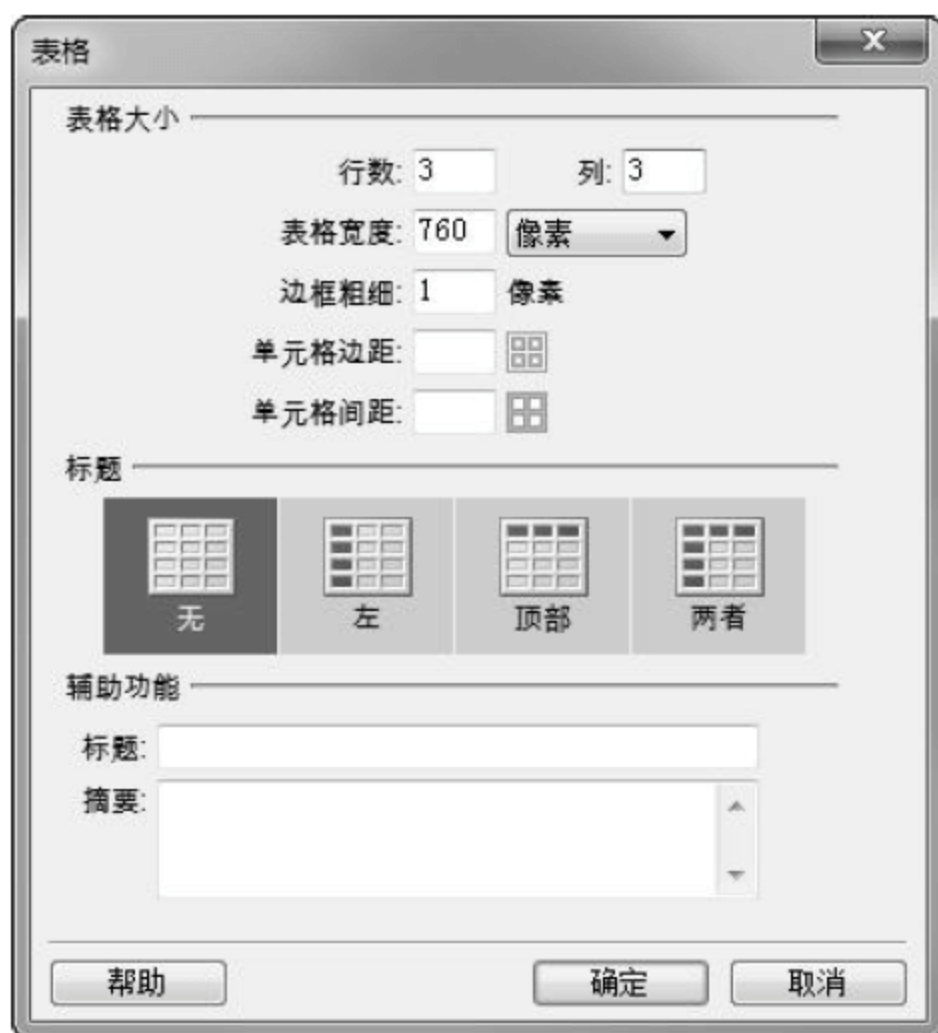 表格
表格大小
行数: 3 列: 3
表格宽度: 760 像素
边框粗细: 1 像素
单元格边距:
单元格间距:
标题
无 左 顶部 两者
辅助功能
标题:
摘要:
帮助 确定 取消